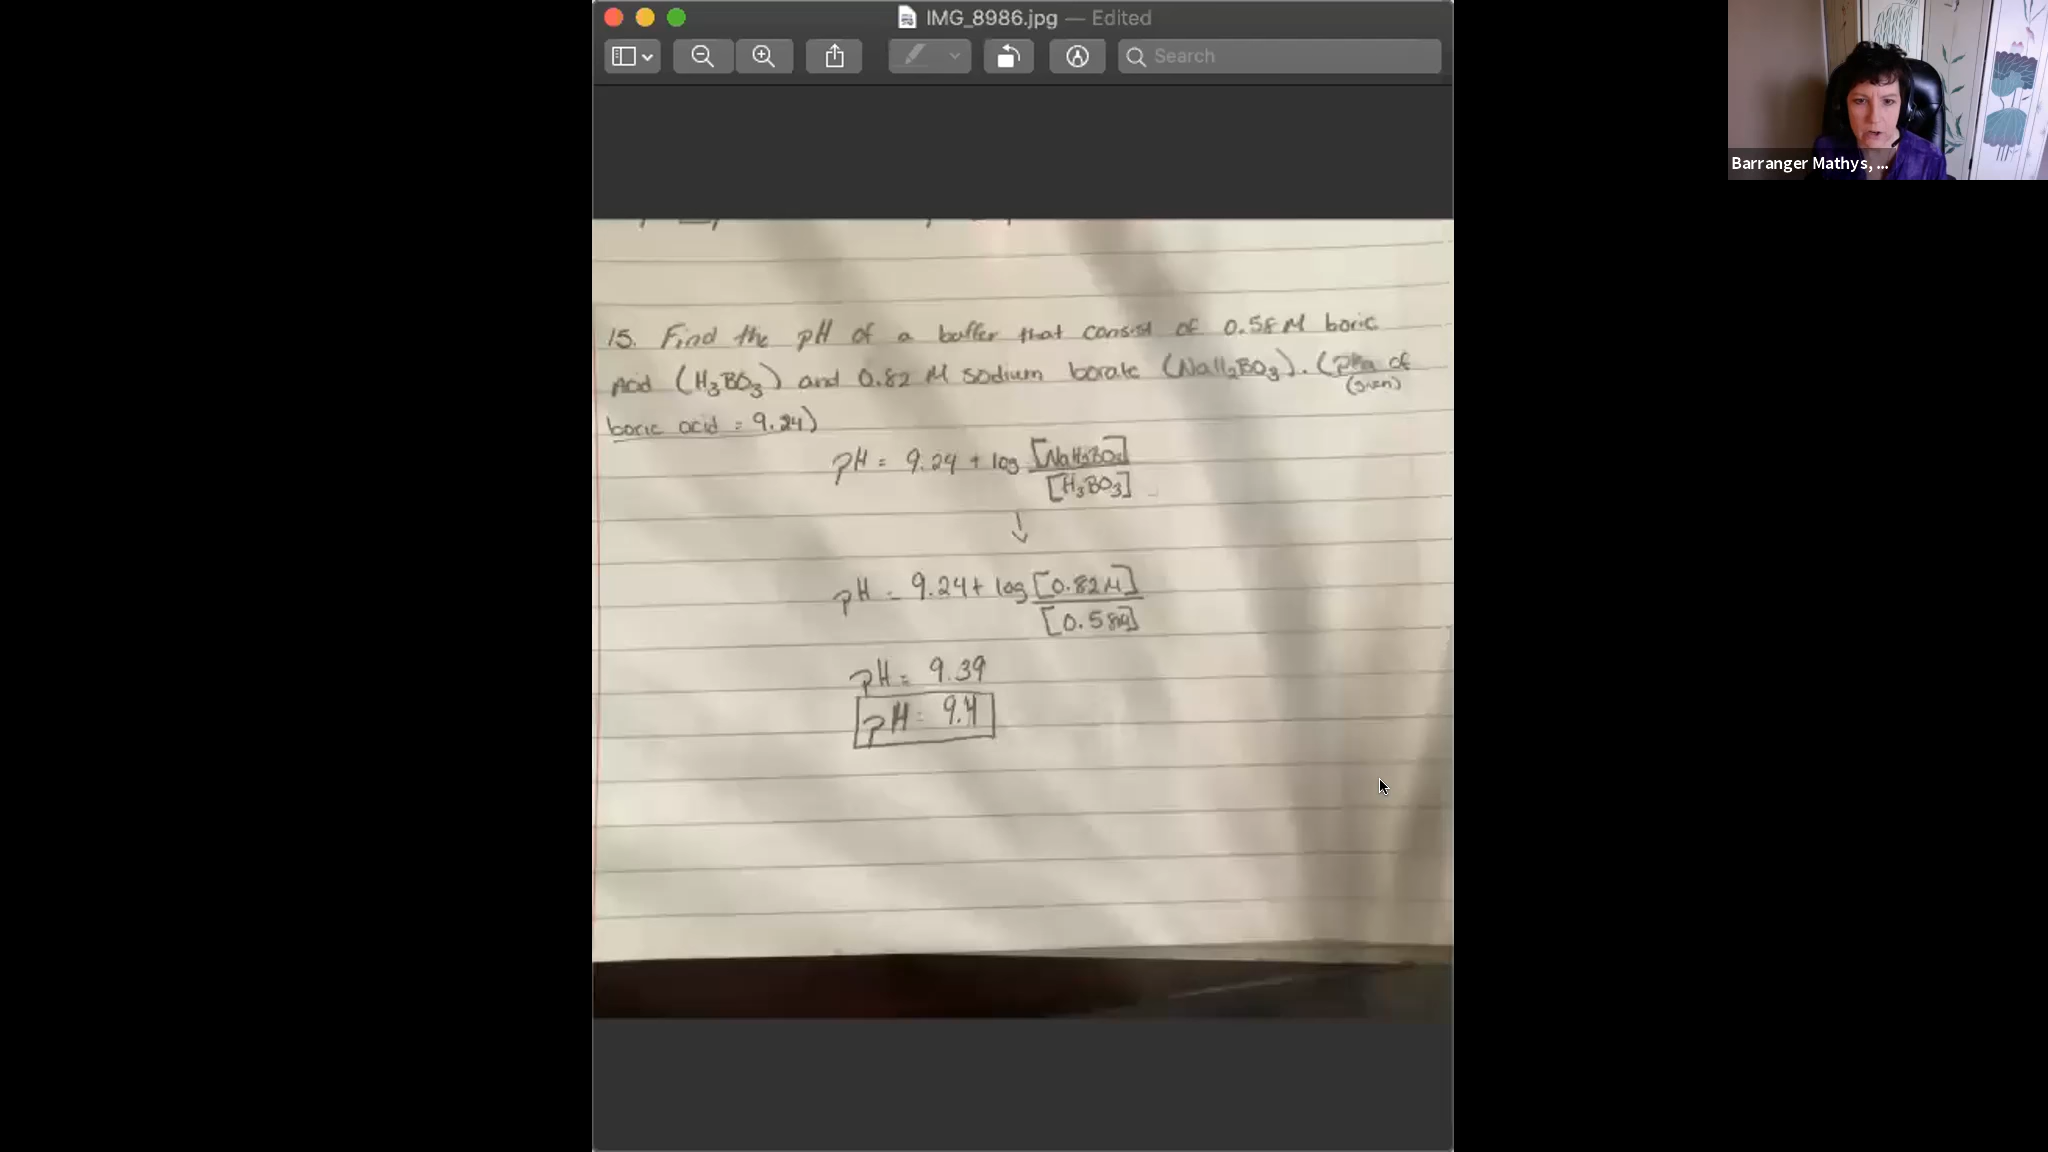 IMG_8986.jpg — Edited
Search
Barranger Mathys, ...
15. Find the pH of a buffer that consist of 0.58 M boric
Acid (H₃BO₃) and 0.82 M sodium borate (NaH₂BO₃). (pKa of
(given)
boric acid = 9.24)
pH = 9.24 + log [NaH₂BO₃]
[H₃BO₃]
↓
pH = 9.24 + log [0.82M]
[0.58M]
pH = 9.39
pH = 9.4